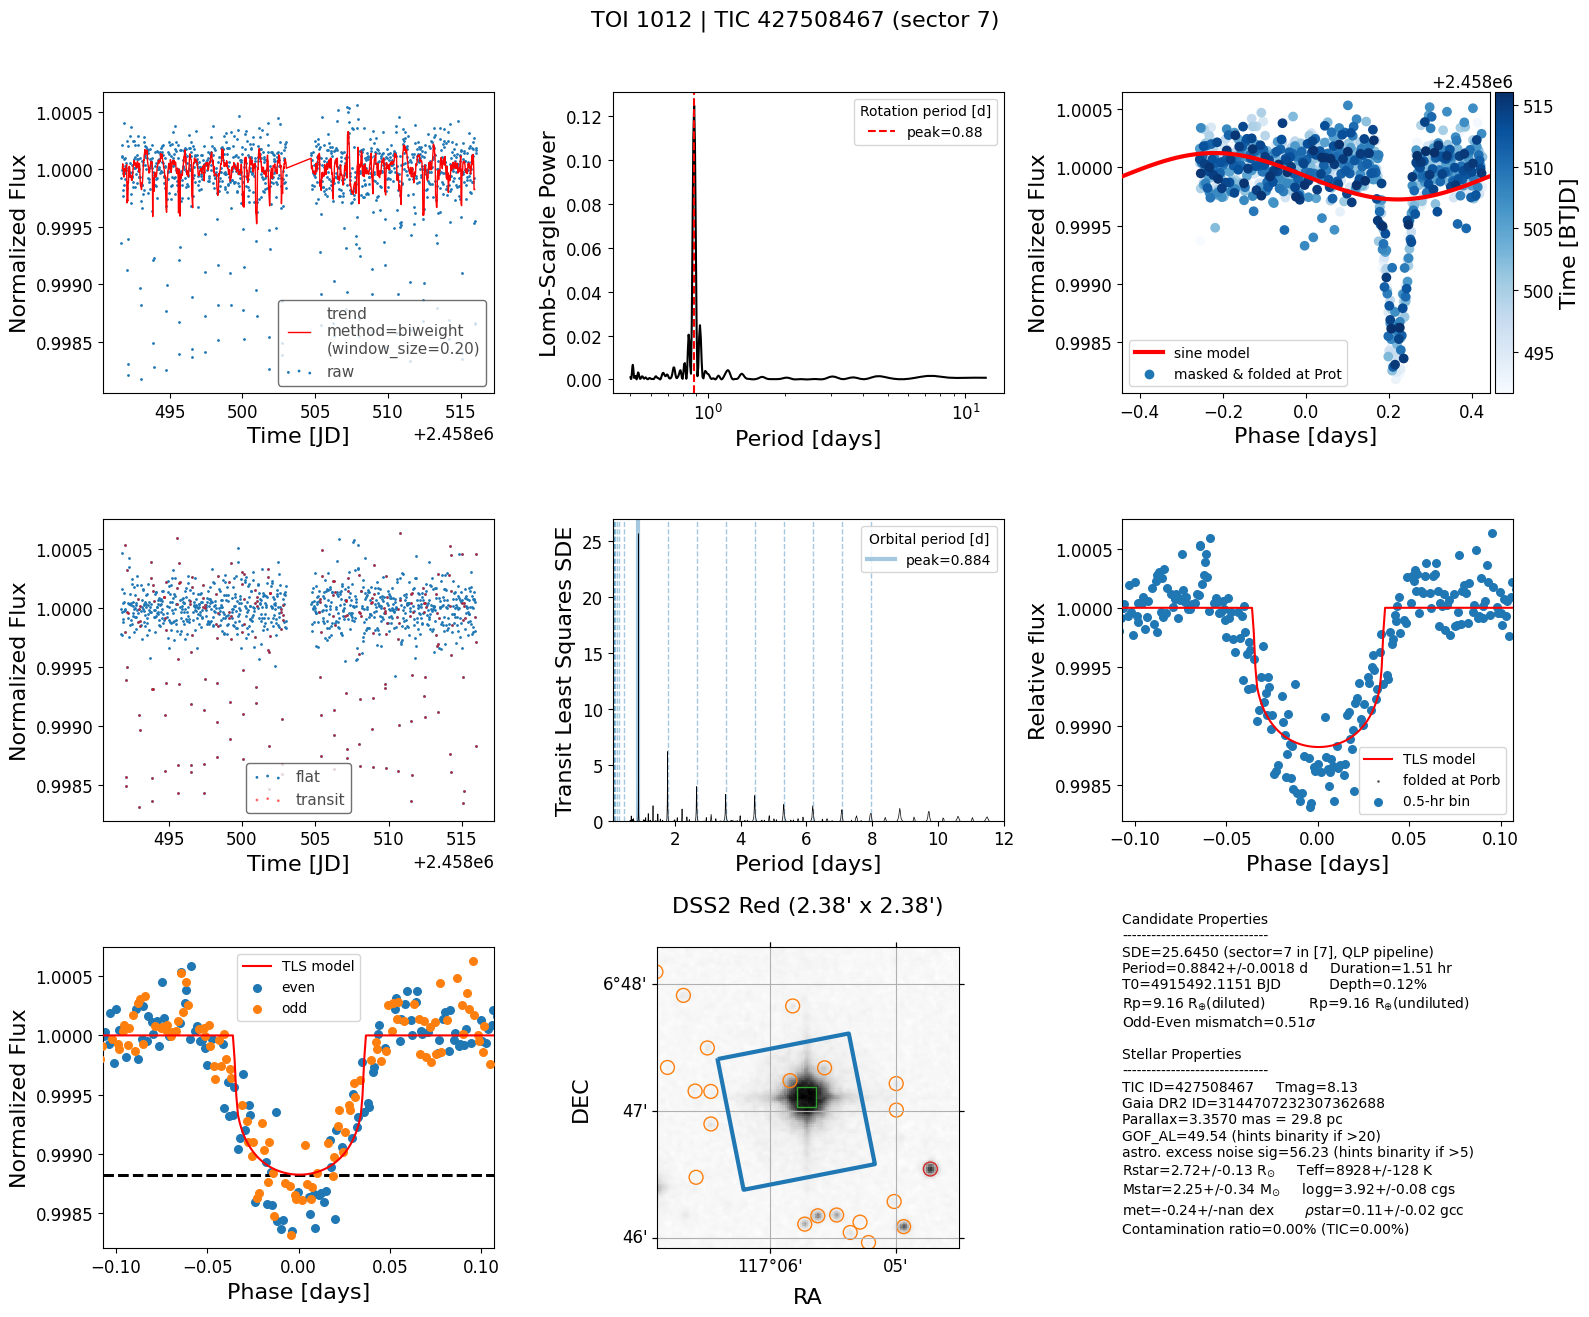 TOI 1012 | TIC 427508467 (sector 7)
Normalized Flux
1.0005
1.0000
0.9995
0.9990
0.9985
trend
method=biweight
(window_size=0.20)
raw
495 500 505 510 515
Time [JD]
+2.458e6
Lomb-Scargle Power
0.12
0.10
0.08
0.06
0.04
0.02
0.00
Rotation period [d]
peak=0.88
10^0 10^1
Period [days]
+2.458e6
Normalized Flux
1.0005
1.0000
0.9995
0.9990
0.9985
sine model
masked & folded at Prot
−0.4 −0.2 0.0 0.2 0.4
Phase [days]
515
510
505
500
495
Time [BTJD]
Normalized Flux
1.0005
1.0000
0.9995
0.9990
0.9985
flat
transit
495 500 505 510 515
Time [JD]
+2.458e6
Transit Least Squares SDE
25
20
15
10
5
0
Orbital period [d]
peak=0.884
2 4 6 8 10 12
Period [days]
Relative flux
1.0005
1.0000
0.9995
0.9990
0.9985
TLS model
folded at Porb
0.5-hr bin
−0.10 −0.05 0.00 0.05 0.10
Phase [days]
Normalized Flux
1.0005
1.0000
0.9995
0.9990
0.9985
TLS model
even
odd
−0.10 −0.05 0.00 0.05 0.10
Phase [days]
DSS2 Red (2.38' x 2.38')
DEC
6°48'
47'
46'
117°06' 05'
RA
Candidate Properties
------------------------------
SDE=25.6450 (sector=7 in [7], QLP pipeline)
Period=0.8842+/-0.0018 d Duration=1.51 hr
T0=4915492.1151 BJD Depth=0.12%
Rp=9.16 R⊕(diluted) Rp=9.16 R⊕(undiluted)
Odd-Even mismatch=0.51σ
Stellar Properties
------------------------------
TIC ID=427508467 Tmag=8.13
Gaia DR2 ID=3144707232307362688
Parallax=3.3570 mas = 29.8 pc
GOF_AL=49.54 (hints binarity if >20)
astro. excess noise sig=56.23 (hints binarity if >5)
Rstar=2.72+/-0.13 R☉ Teff=8928+/-128 K
Mstar=2.25+/-0.34 M☉ logg=3.92+/-0.08 cgs
met=-0.24+/-nan dex ρstar=0.11+/-0.02 gcc
Contamination ratio=0.00% (TIC=0.00%)